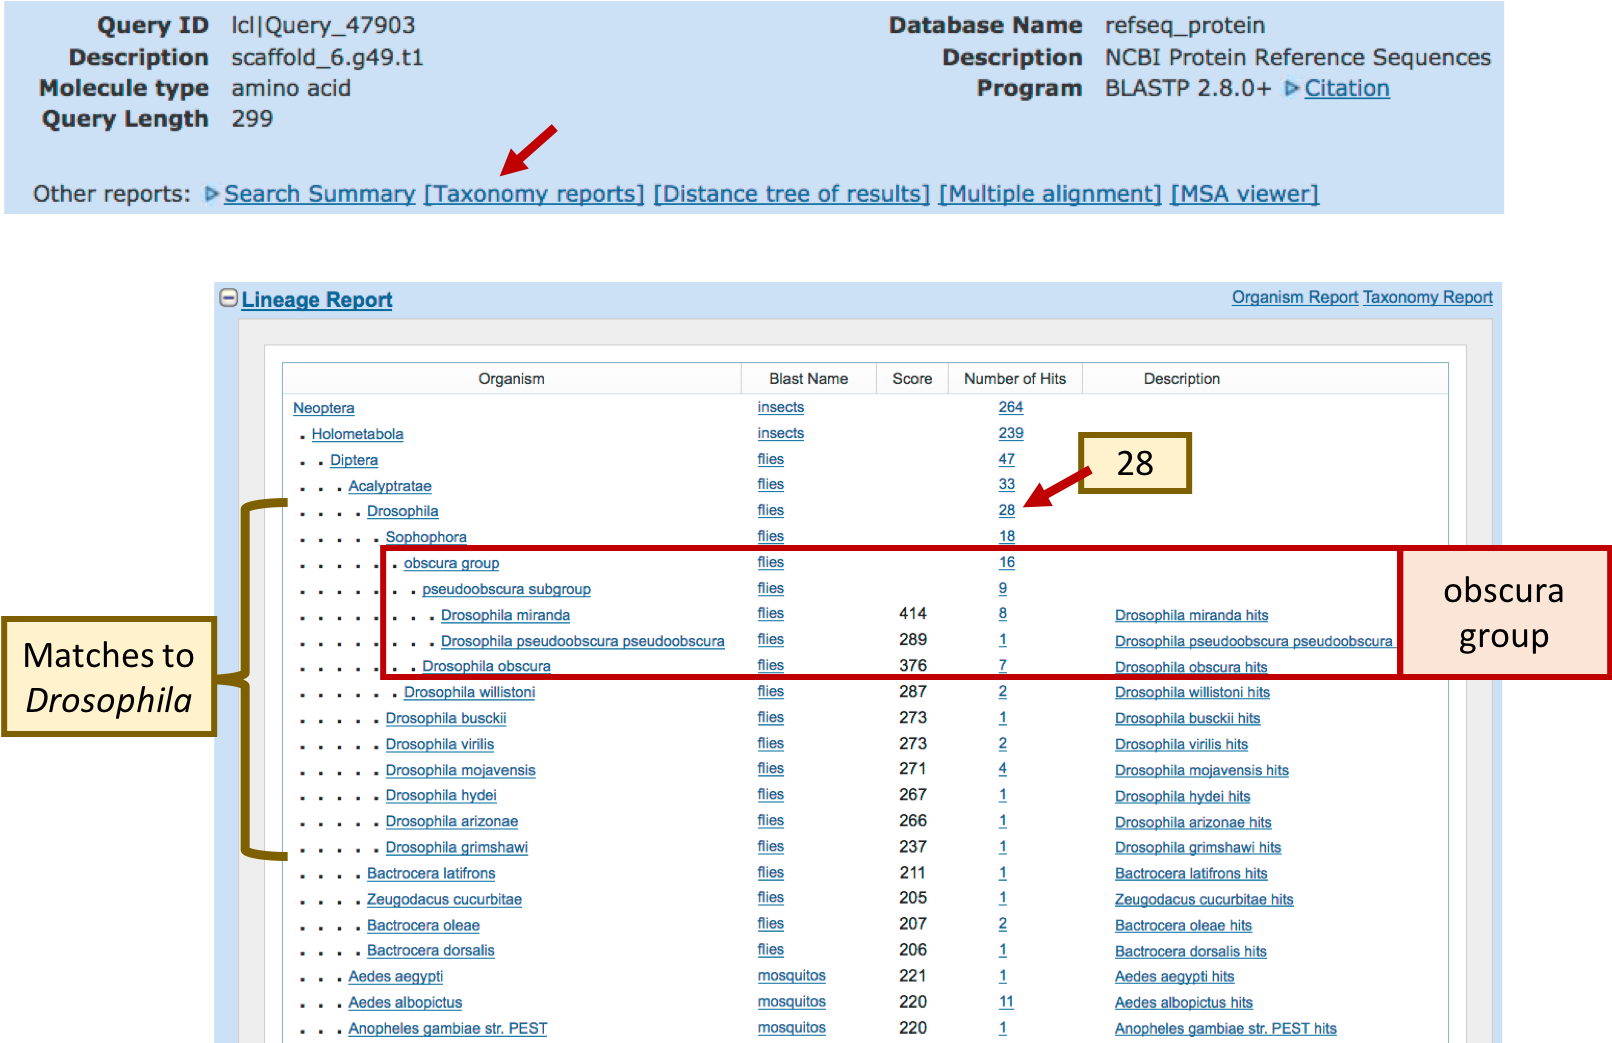 Query ID lcl|Query_47903
Description scaffold_6.g49.t1
Molecule type amino acid
Query Length 299
Database Name refseq_protein
Description NCBI Protein Reference Sequences
Program BLASTP 2.8.0+ Citation
Other reports: Search Summary [Taxonomy reports] [Distance tree of results] [Multiple alignment] [MSA viewer]
Lineage Report
Organism Report Taxonomy Report
Organism Blast Name Score Number of Hits Description
Neoptera insects 264
. Holometabola insects 239
. . Diptera flies 47
. . . Acalyptratae flies 33
. . . . Drosophila flies 28
. . . . . Sophophora flies 18
. . . . . . obscura group flies 16
. . . . . . . pseudoobscura subgroup flies 9
. . . . . . . . Drosophila miranda flies 414 8 Drosophila miranda hits
. . . . . . . . Drosophila pseudoobscura pseudoobscura flies 289 1 Drosophila pseudoobscura pseudoobscura
. . . . . . . Drosophila obscura flies 376 7 Drosophila obscura hits
. . . . . . Drosophila willistoni flies 287 2 Drosophila willistoni hits
. . . . . Drosophila busckii flies 273 1 Drosophila busckii hits
. . . . . Drosophila virilis flies 273 2 Drosophila virilis hits
. . . . . Drosophila mojavensis flies 271 4 Drosophila mojavensis hits
. . . . . Drosophila hydei flies 267 1 Drosophila hydei hits
. . . . . Drosophila arizonae flies 266 1 Drosophila arizonae hits
. . . . . Drosophila grimshawi flies 237 1 Drosophila grimshawi hits
. . . . Bactrocera latifrons flies 211 1 Bactrocera latifrons hits
. . . . Zeugodacus cucurbitae flies 205 1 Zeugodacus cucurbitae hits
. . . . Bactrocera oleae flies 207 2 Bactrocera oleae hits
. . . . Bactrocera dorsalis flies 206 1 Bactrocera dorsalis hits
. . . Aedes aegypti mosquitos 221 1 Aedes aegypti hits
. . . Aedes albopictus mosquitos 220 11 Aedes albopictus hits
. . . Anopheles gambiae str. PEST mosquitos 220 1 Anopheles gambiae str. PEST hits
28
obscura
group
Matches to
Drosophila